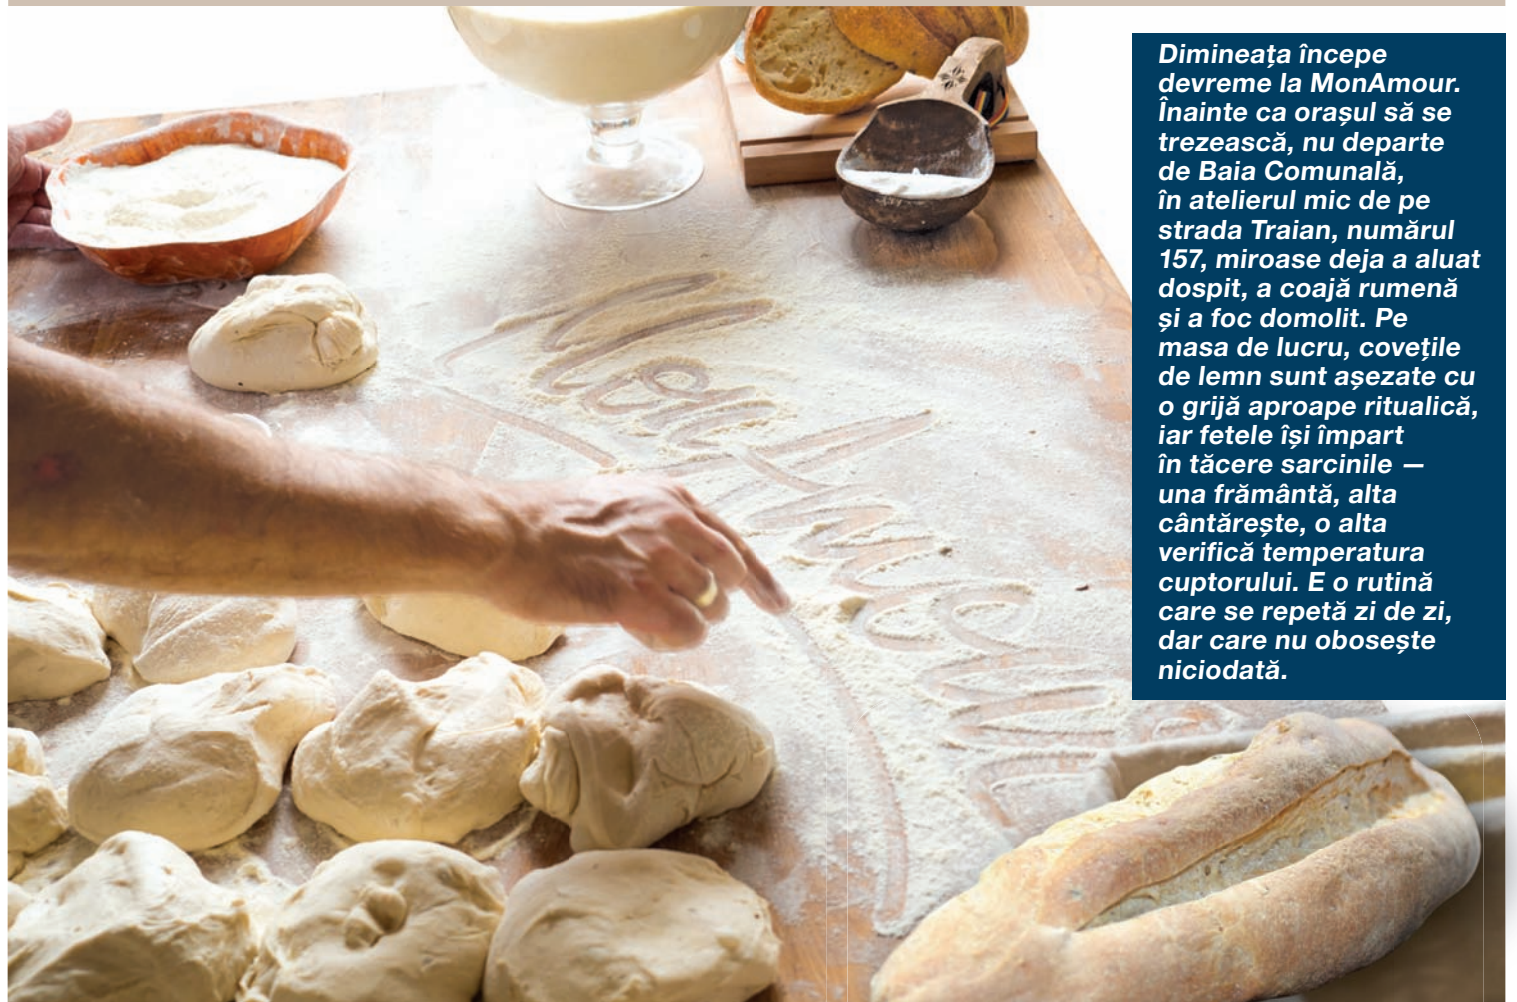 Dimineața începe
devreme la MonAmour.
Înainte ca orașul să se
trezească, nu departe
de Baia Comunală,
în atelierul mic de pe
strada Traian, numărul
157, miroase deja a aluat
dospit, a coajă rumenă
și a foc domolit. Pe
masa de lucru, covețile
de lemn sunt așezate cu
o grijă aproape ritualică,
iar fetele își împart
în tăcere sarcinile —
una frământă, alta
cântărește, o alta
verifică temperatura
cuptorului. E o rutină
care se repetă zi de zi,
dar care nu obosește
niciodată.
MonAmour